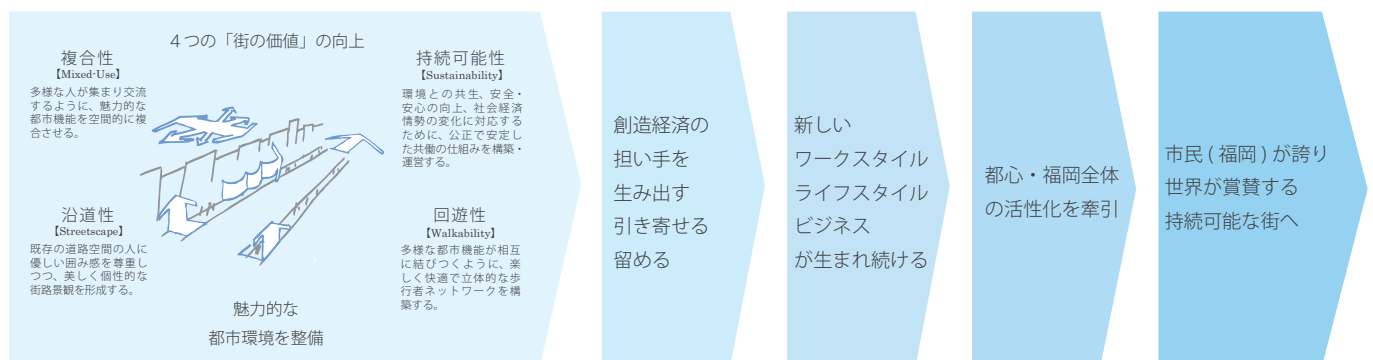 4つの「街の価値」の向上
複合性
【Mixed-Use】
多様な人が集まり交流
するように、魅力的な
都市機能を空間的に複
合させる。
持続可能性
【Sustainability】
環境との共生、安全・
安心の向上、社会経済
情勢の変化に対応する
ために、公正で安定し
た共働の仕組みを構築・
運営する。
沿道性
【Streetscape】
既存の道路空間の人に
優しい囲み感を尊重し
つつ、美しく個性的な
街路景観を形成する。
回遊性
【Walkability】
多様な都市機能が相互
に結びつくように、楽
しく快適で立体的な歩
行者ネットワークを構
築する。
魅力的な
都市環境を整備
創造経済の
担い手を
生み出す
引き寄せる
留める
新しい
ワークスタイル
ライフスタイル
ビジネス
が生まれ続ける
都心・福岡全体
の活性化を牽引
市民(福岡)が誇り
世界が賞賛する
持続可能な街へ